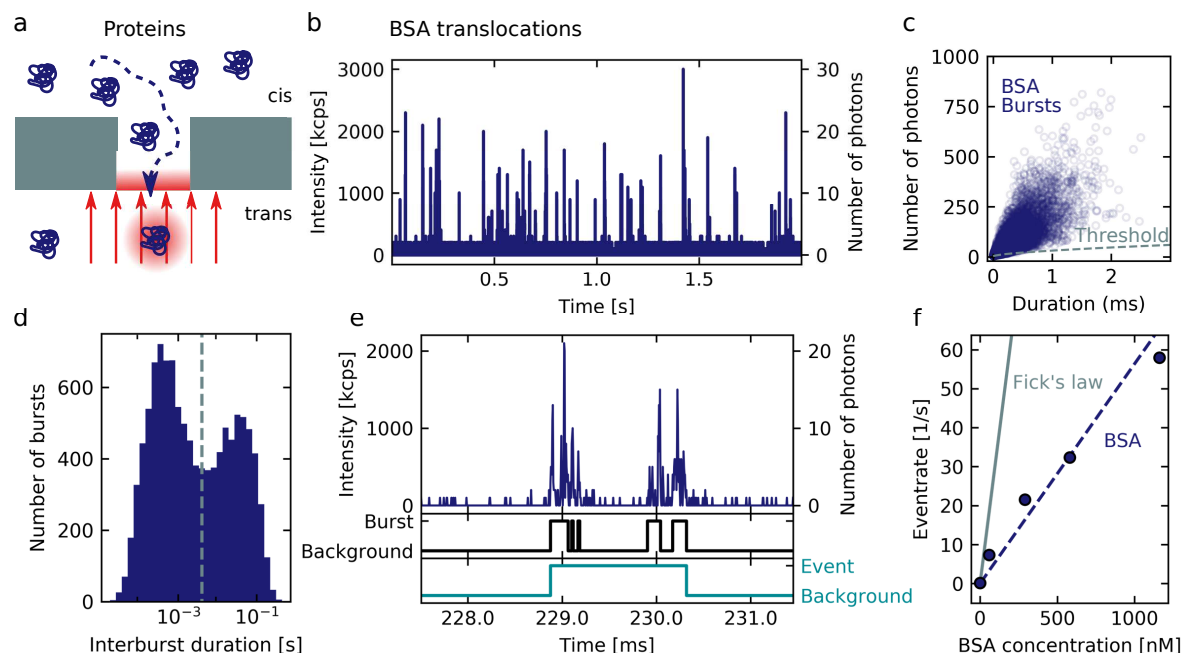 a
Proteins
cis
trans
b
BSA translocations
3000
2000
1000
0
Intensity [kcps]
30
20
10
0
Number of photons
0.5
1.0
1.5
Time [s]
c
1000
750
500
250
0
Number of photons
BSA
Bursts
Threshold
0
1
2
Duration (ms)
d
600
400
200
0
Number of bursts
10⁻³
10⁻¹
Interburst duration [s]
e
2000
1000
0
Intensity [kcps]
20
10
0
Number of photons
Burst
Background
Event
Background
228.0
229.0
230.0
231.0
Time [ms]
f
60
50
40
30
20
10
0
Eventrate [1/s]
Fick's law
BSA
0
500
1000
BSA concentration [nM]